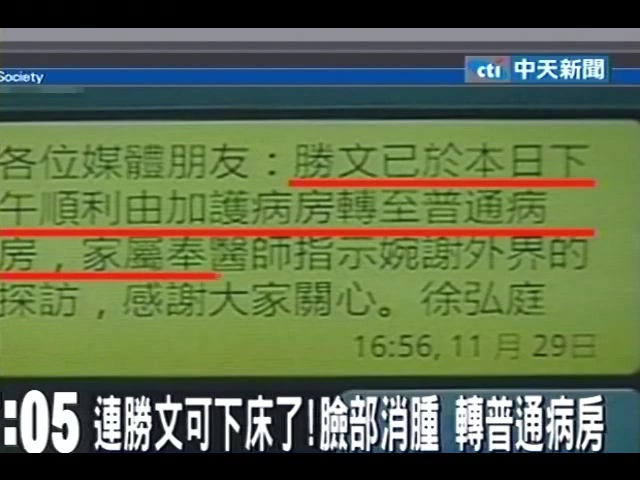 Society
cti 中天新聞
各位媒體朋友：勝文已於本日下
午順利由加護病房轉至普通病
房，家屬奉醫師指示婉謝外界的
探訪，感謝大家關心。徐弘庭
16:56, 11月 29日
:05 連勝文可下床了!臉部消腫 轉普通病房